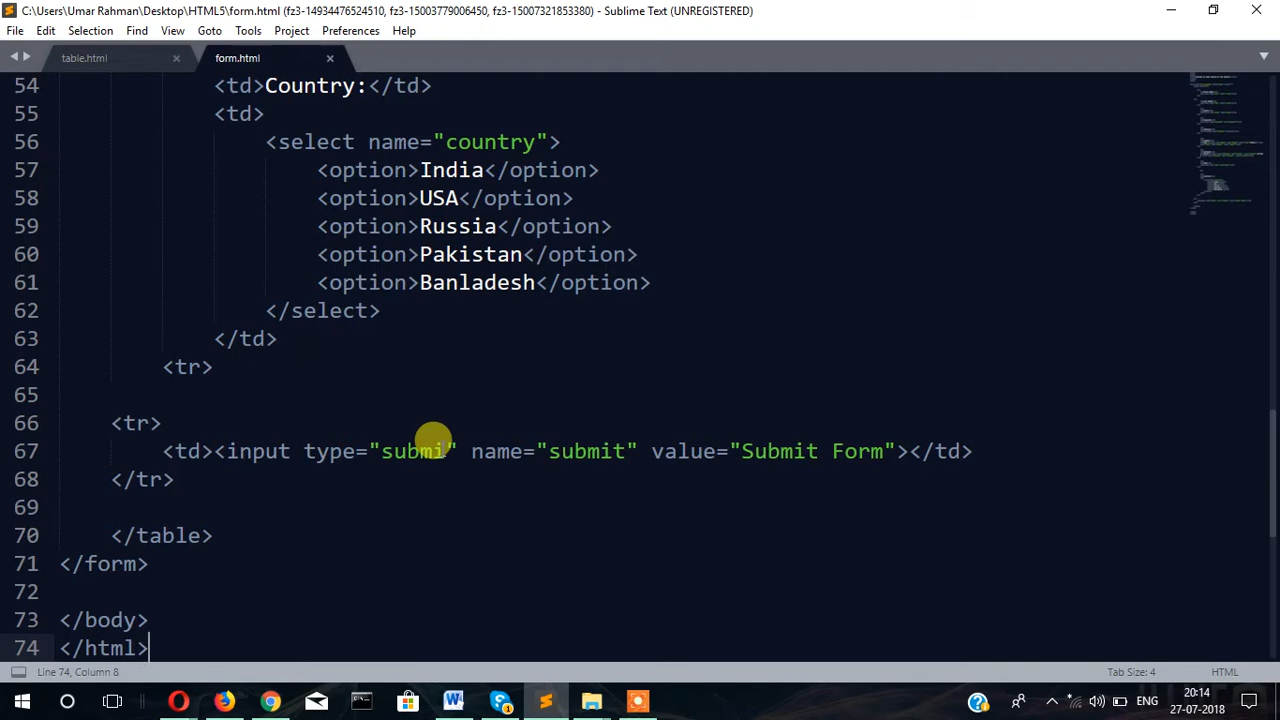 C:\Users\Umar Rahman\Desktop\HTML5\form.html (fz3-14934476524510, fz3-15003779006450, fz3-15007321853380) - Sublime Text (UNREGISTERED)
File Edit Selection Find View Goto Tools Project Preferences Help
table.html form.html
54 <td>Country:</td>
55 <td>
56 <select name="country">
57 <option>India</option>
58 <option>USA</option>
59 <option>Russia</option>
60 <option>Pakistan</option>
61 <option>Banladesh</option>
62 </select>
63 </td>
64 <tr>
65
66 <tr>
67 <td><input type="submi" name="submit" value="Submit Form"></td>
68 </tr>
69
70 </table>
71 </form>
72
73 </body>
74 </html>
Line 74, Column 8 Tab Size: 4 HTML
20:14
27-07-2018